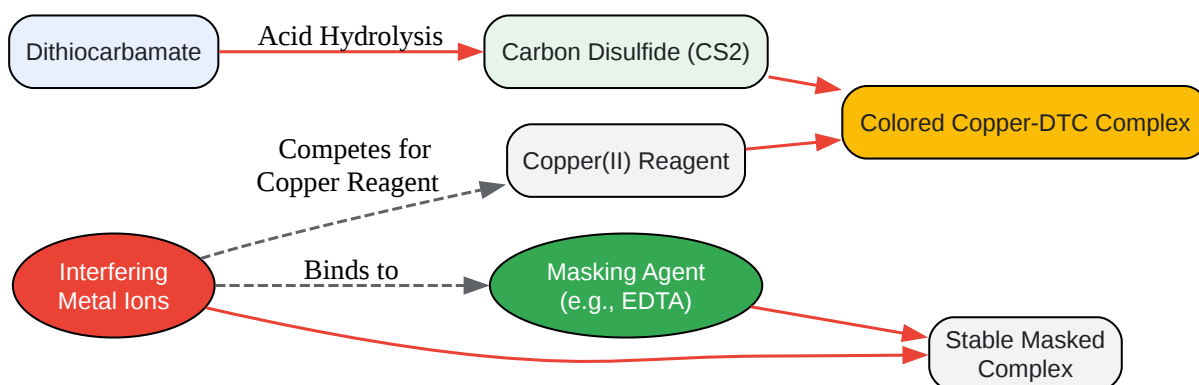 Dithiocarbamate
Acid Hydrolysis
Carbon Disulfide (CS2)
Colored Copper-DTC Complex
Competes for
Copper Reagent
Copper(II) Reagent
Interfering
Metal Ions
Binds to
Masking Agent
(e.g., EDTA)
Stable Masked
Complex